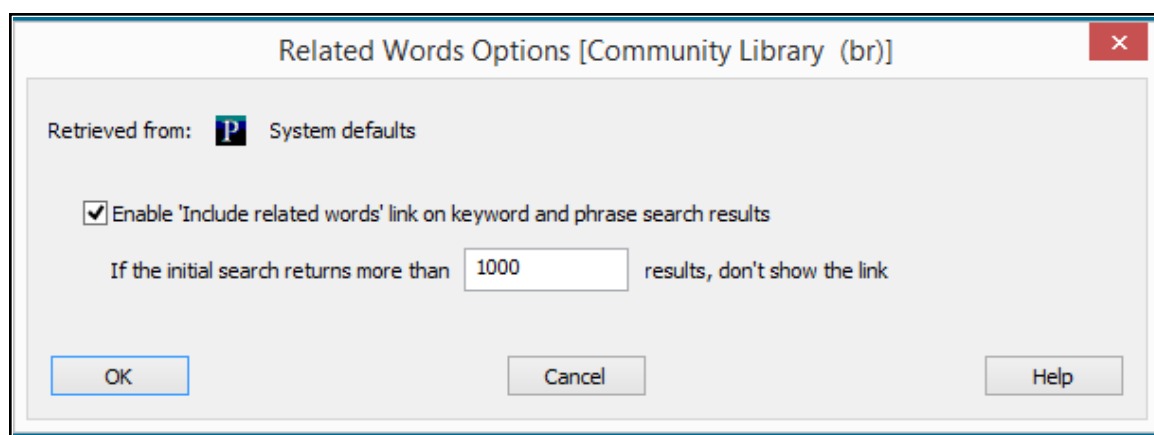 Related Words Options [Community Library (br)]
Retrieved from: P System defaults
Enable 'Include related words' link on keyword and phrase search results
If the initial search returns more than 1000 results, don't show the link
OK Cancel Help